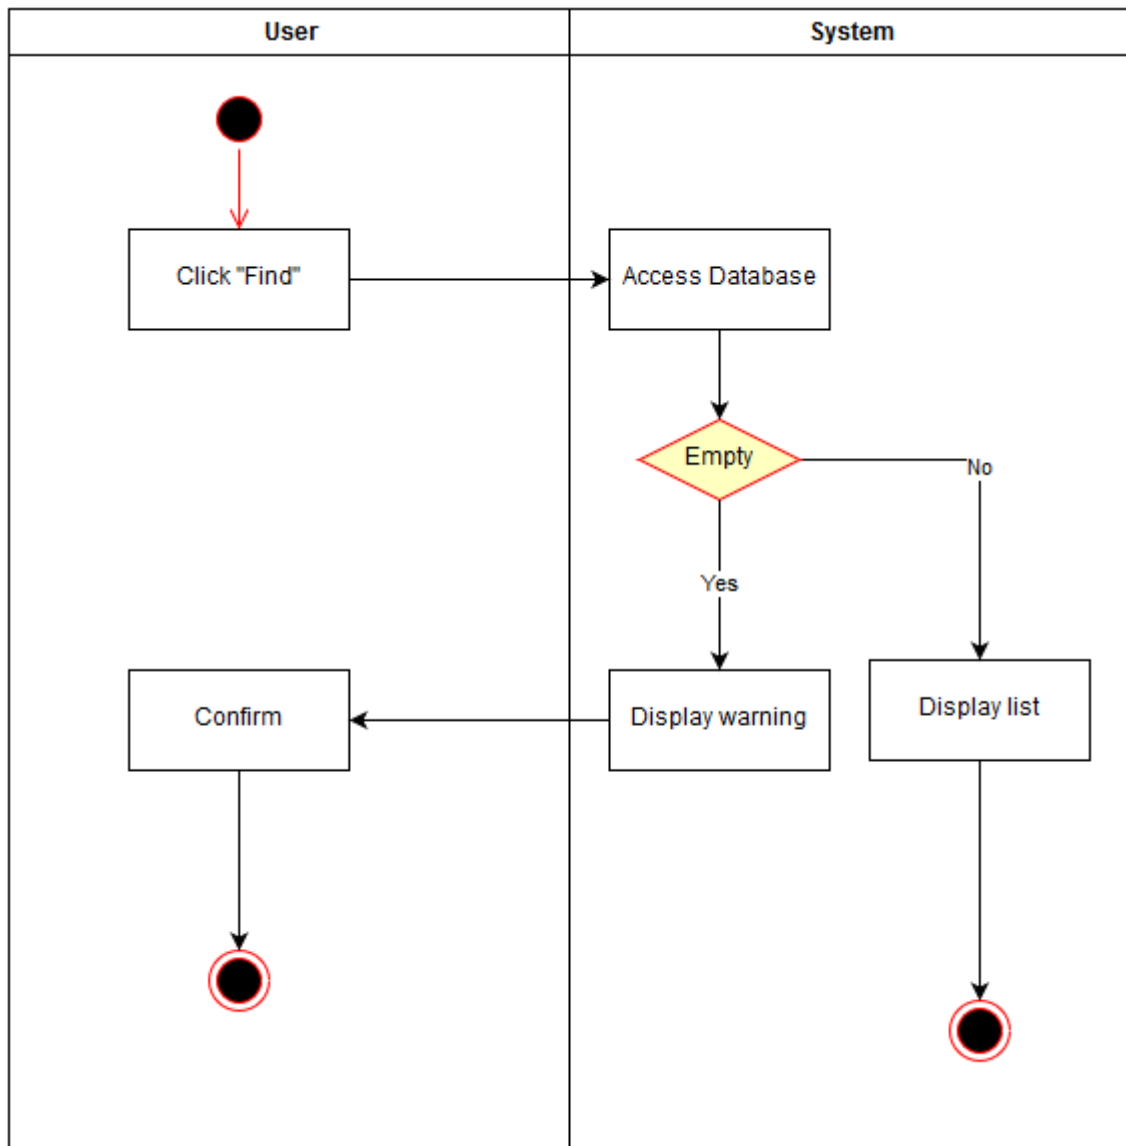 User
System
Click "Find"
Access Database
Empty
No
Yes
Confirm
Display warning
Display list